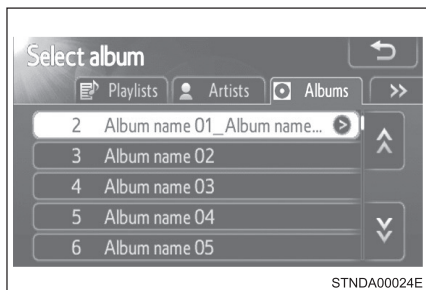 Select album
Playlists Artists Albums >>
2 Album name 01_Album name... >
3 Album name 02
4 Album name 03
5 Album name 04
6 Album name 05
STNDA00024E